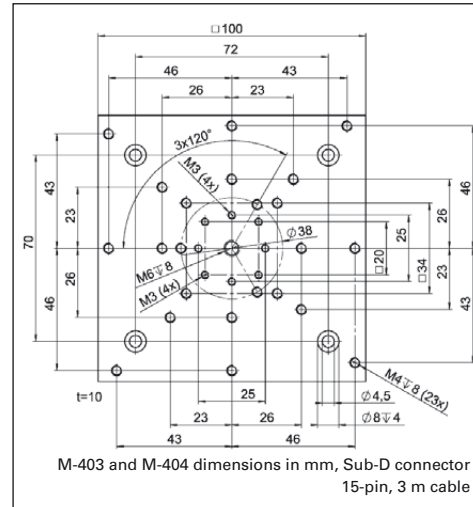 □100
72
46 43
26 23
3x120°
M3 (4x)
43
23
70
26
46
46
26
23
43
Ø38
25
□20
□34
M6↧8
M3 (4x)
M4↧8 (23x)
t=10
25
Ø4,5
23 26
Ø8↧4
43 46
M-403 and M-404 dimensions in mm, Sub-D connector
15-pin, 3 m cable